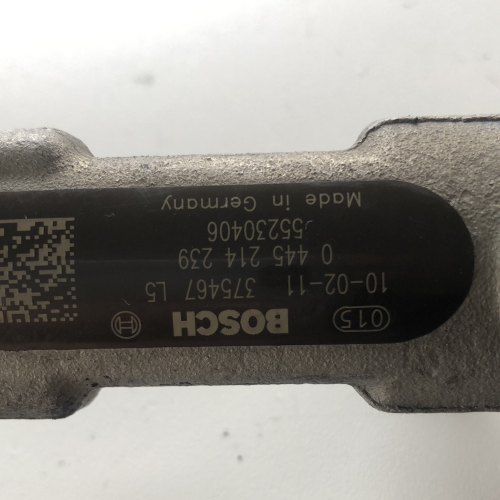 015 BOSCH
10-02-11 375467 L5
0 445 214 239
55230406
Made in Germany